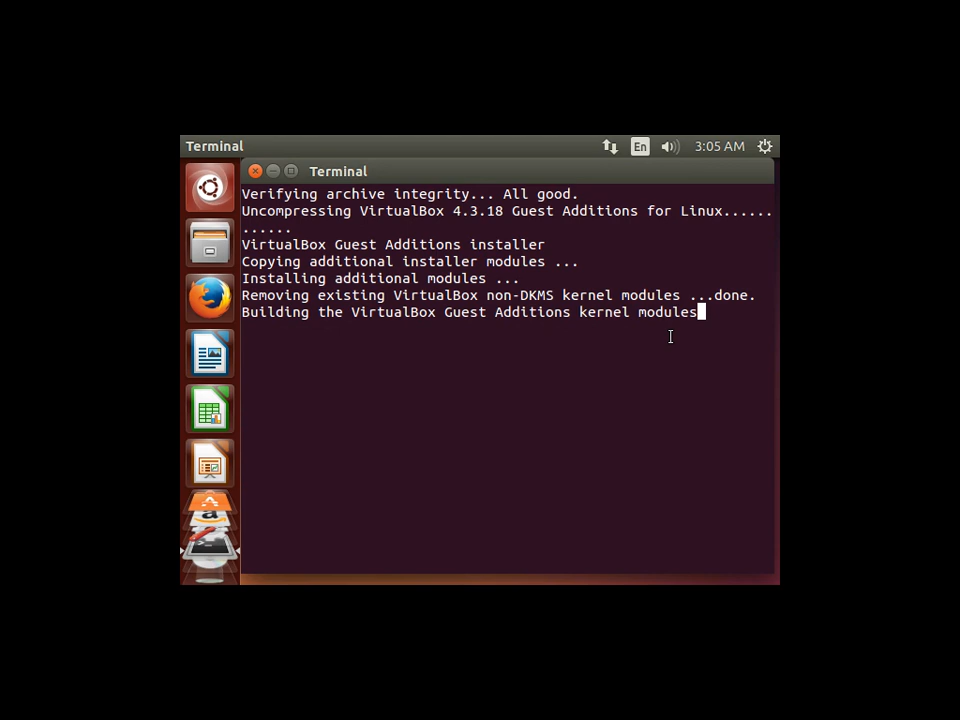 Terminal
En
3:05 AM
Terminal
Verifying archive integrity... All good.
Uncompressing VirtualBox 4.3.18 Guest Additions for Linux......
......
VirtualBox Guest Additions installer
Copying additional installer modules ...
Installing additional modules ...
Removing existing VirtualBox non-DKMS kernel modules ...done.
Building the VirtualBox Guest Additions kernel modules